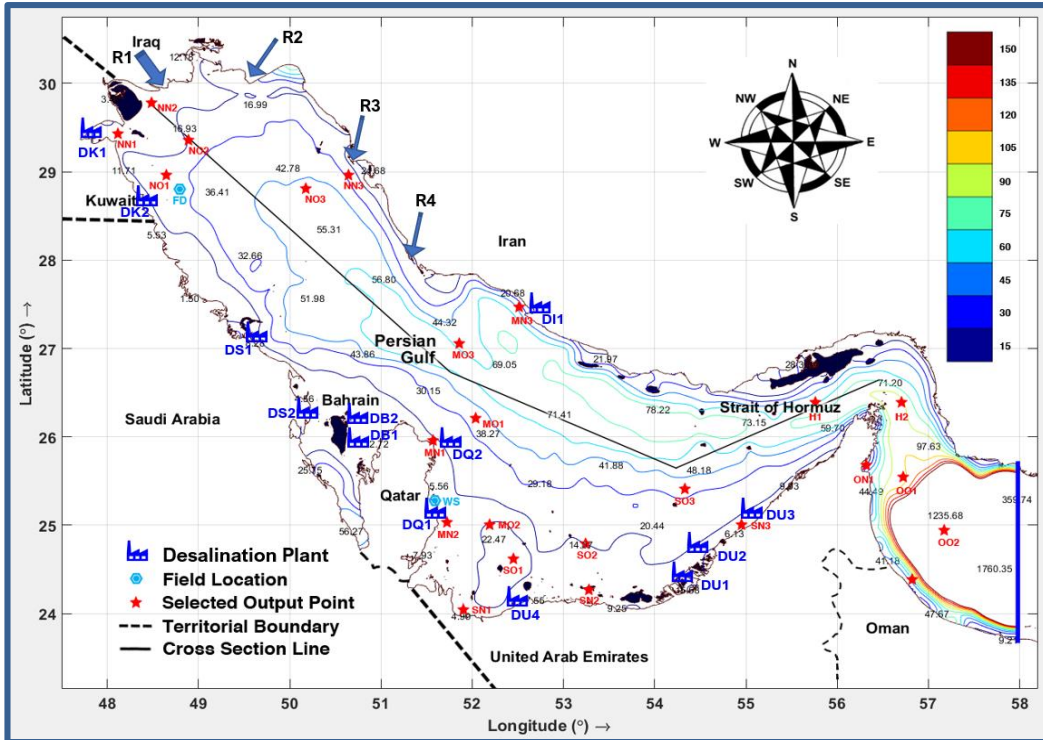 R2
R1
Iraq
12.18
30
150
135
120
105
90
75
60
45
30
15
N
NW
NE
W
E
SW
SE
S
16.99
NN2
R3
16.93
DK1
NN1
NO2
29
11.71
42.78
NO1
36.41
NN3
NO3
R4
Kuwait
DK2
FD
55.31
Iran
5.53
28
32.66
56.80
20.68
1.50
51.98
MN3
DI1
44.32
27
DS1
Persian
Gulf
MO3
43.86
69.05
21.97
71.20
30.15
Bahrain
DS2
DB2
MO1
71.41
78.22
Strait of Hormuz
H1
H2
Saudi Arabia
38.27
73.15
59.70
26
DB1
MN1
DQ2
41.88
97.63
48.18
ON1
OO1
29.18
Qatar
5.56
WS
SO3
44.49
359.74
DQ1
DU3
1235.68
25
MN2
MO2
20.44
SN3
6.13
22.47
OO2
56.27
SO2
DU2
Desalination Plant
7.93
SO1
41.18
1760.35
Field Location
DU1
Selected Output Point
24
SN1
DU4
SN2
4.99
9.25
47.67
Territorial Boundary
Oman
Cross Section Line
United Arab Emirates
48
49
50
51
52
53
54
55
56
57
58
Longitude (°) →
Latitude (°) →